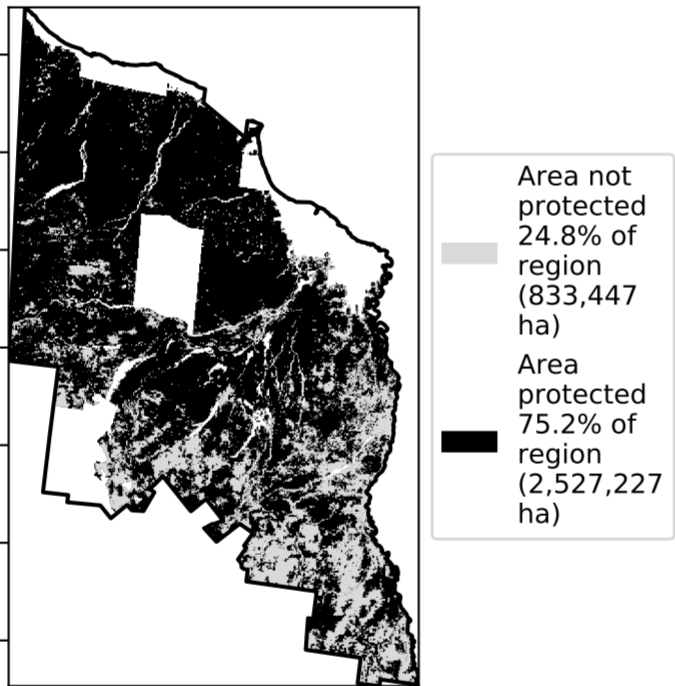 Area not
protected
24.8% of
region
(833,447
ha)
Area
protected
75.2% of
region
(2,527,227
ha)